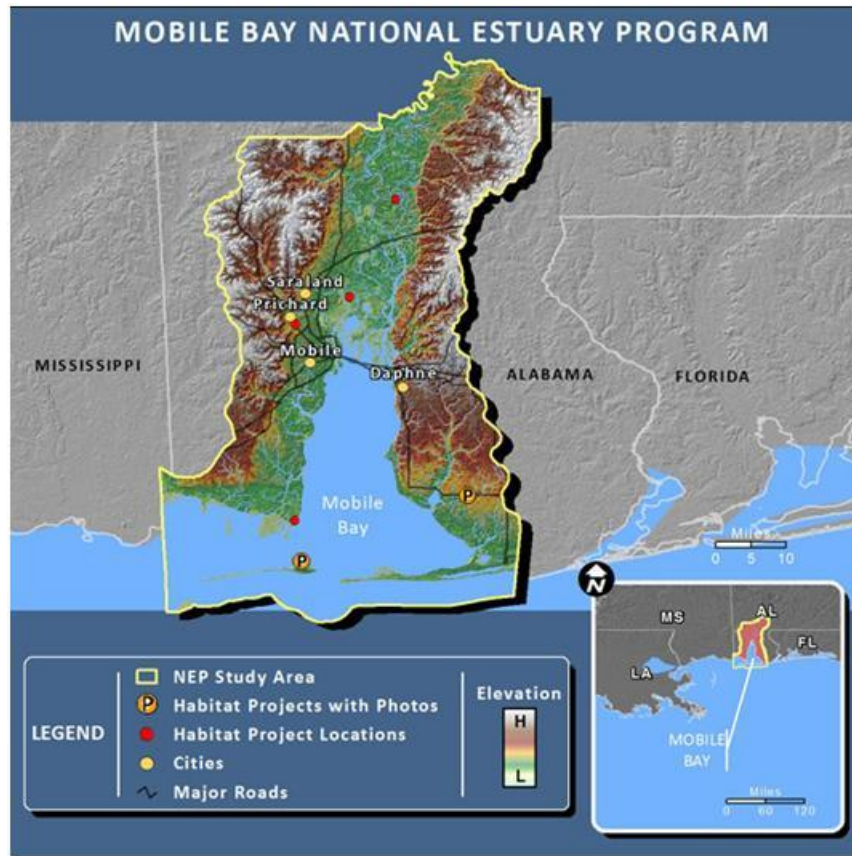 MOBILE BAY NATIONAL ESTUARY PROGRAM
Saraland
Prichard
Mobile
Daphne
MISSISSIPPI
ALABAMA
FLORIDA
Mobile
Bay
P
P
Miles
0 5 10
LEGEND
NEP Study Area
P Habitat Projects with Photos
Habitat Project Locations
Cities
Major Roads
Elevation
H
L
N
MS
AL
FL
LA
MOBILE
BAY
Miles
0 60 120